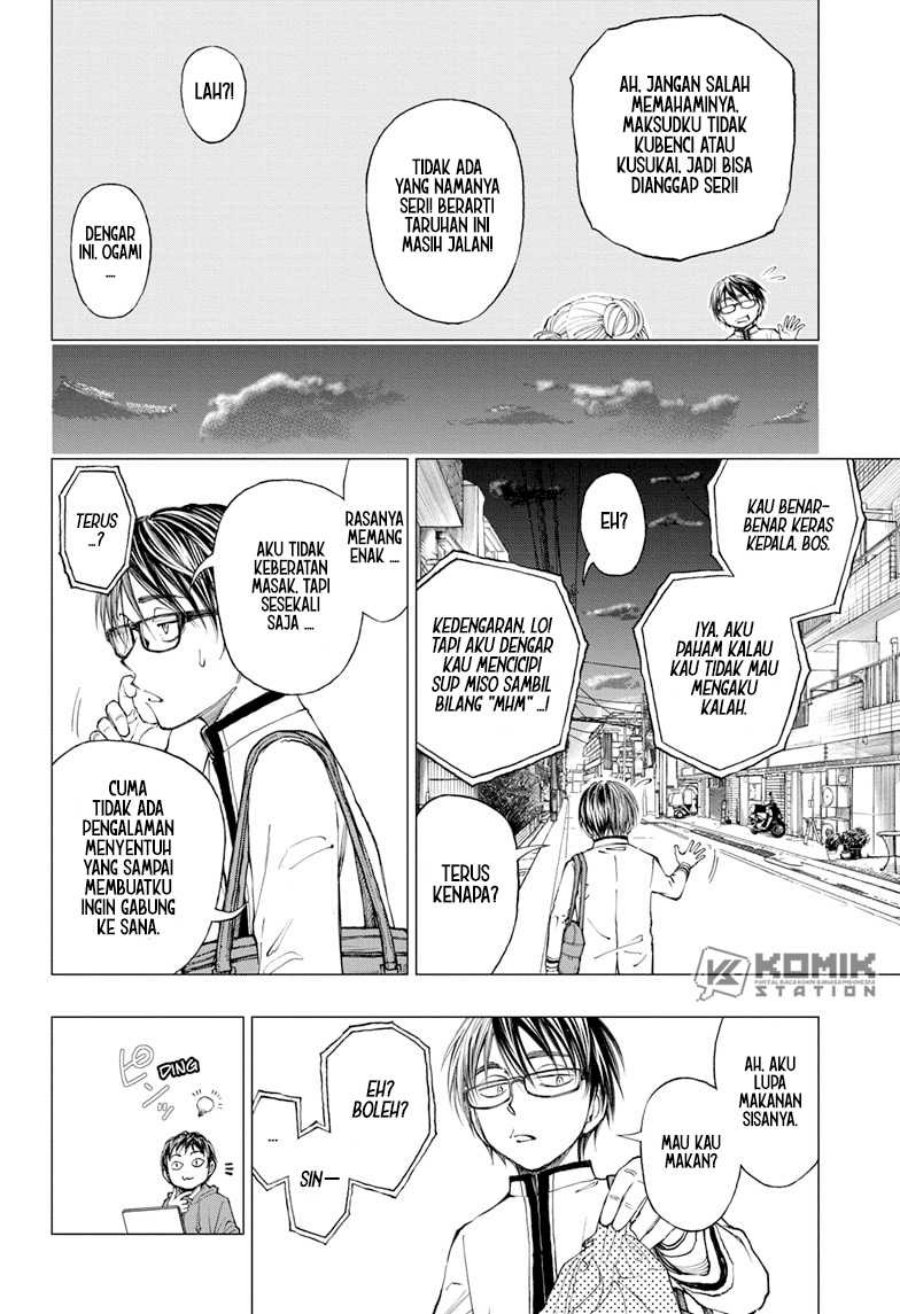 AH, JANGAN SALAH
MEMAHAMINYA.
MAKSUDKU TIDAK
KUBENCI ATAU
KUSUKAI, JADI BISA
DIANGGAP SERI!
TIDAK ADA
YANG NAMANYA
SERI! BERARTI
TARUHAN INI
MASIH JALAN!
LAH?!
DENGAR
INI, OGAMI
....
KAU BENAR-
BENAR KERAS
KEPALA, BOS.
IYA, AKU
PAHAM KALAU
KAU TIDAK MAU
MENGAKU
KALAH.
EH?
KEDENGARAN, LOI
TAPI AKU DENGAR
KAU MENCICIPI
SUP MISO SAMBIL
BILANG "MHM" ...!
TERUS
KENAPA?
RASANYA
MEMANG
ENAK ....
AKU TIDAK
KEBERATAN
MASAK, TAPI
SESEKALI
SAJA ....
TERUS
...?
CUMA
TIDAK ADA
PENGALAMAN
MENYENTUH
YANG SAMPAI
MEMBUATKU
INGIN GABUNG
KE SANA.
KOMIK
STATION
AH, AKU
LUPA
MAKANAN
SISANYA.
MAU KAU
MAKAN?
EH?
BOLEH?
...
SIN—
ピコン
DING